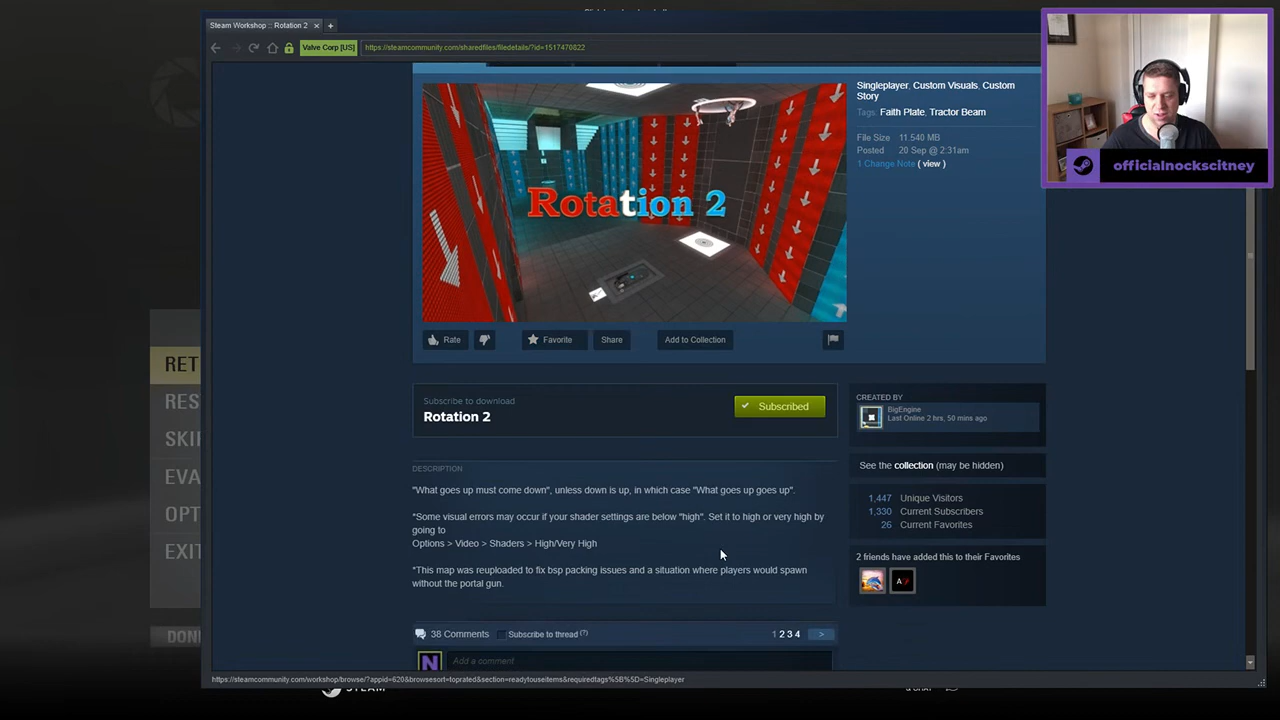 Steam Workshop :: Rotation 2
Valve Corp [US]
https://steamcommunity.com/sharedfiles/filedetails/?id=1517470822
officialnockscitney
Rotation 2
Singleplayer, Custom Visuals, Custom
Story
Tags: Faith Plate, Tractor Beam
File Size 11.540 MB
Posted 20 Sep @ 2:31am
1 Change Note ( view )
Rate
Favorite
Share
Add to Collection
Subscribe to download
Rotation 2
Subscribed
DESCRIPTION
"What goes up must come down", unless down is up, in which case "What goes up goes up".
*Some visual errors may occur if your shader settings are below "high". Set it to high or very high by
going to
Options > Video > Shaders > High/Very High
*This map was reuploaded to fix bsp packing issues and a situation where players would spawn
without the portal gun.
38 Comments
Subscribe to thread (?)
1 2 3 4 >
N
Add a comment
CREATED BY
BigEngine
Last Online 2 hrs, 50 mins ago
See the collection (may be hidden)
1,447 Unique Visitors
1,330 Current Subscribers
26 Current Favorites
2 friends have added this to their Favorites
RET
RES
SKI
EVA
OPT
EXI
DON
https://steamcommunity.com/workshop/browse/?appid=620&browsesort=toprated&section=readytouseitems&requiredtags%5B%5D=Singleplayer
STEAM